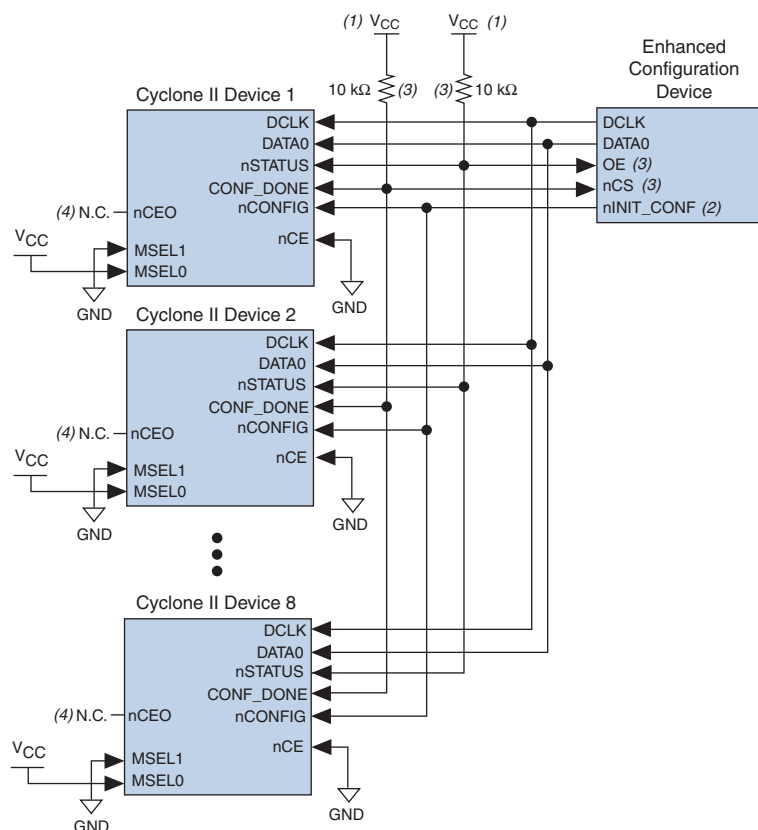 (1) VCC
VCC (1)
10 kΩ (3)
(3) 10 kΩ
Enhanced
Configuration
Device
DCLK
DATA0
OE (3)
nCS (3)
nINIT_CONF (2)
Cyclone II Device 1
DCLK
DATA0
nSTATUS
CONF_DONE
nCONFIG
(4) N.C.
nCEO
nCE
VCC
MSEL1
MSEL0
GND
GND
Cyclone II Device 2
DCLK
DATA0
nSTATUS
CONF_DONE
nCONFIG
(4) N.C.
nCEO
nCE
VCC
MSEL1
MSEL0
GND
GND
Cyclone II Device 8
DCLK
DATA0
nSTATUS
CONF_DONE
nCONFIG
(4) N.C.
nCEO
nCE
VCC
MSEL1
MSEL0
GND
GND